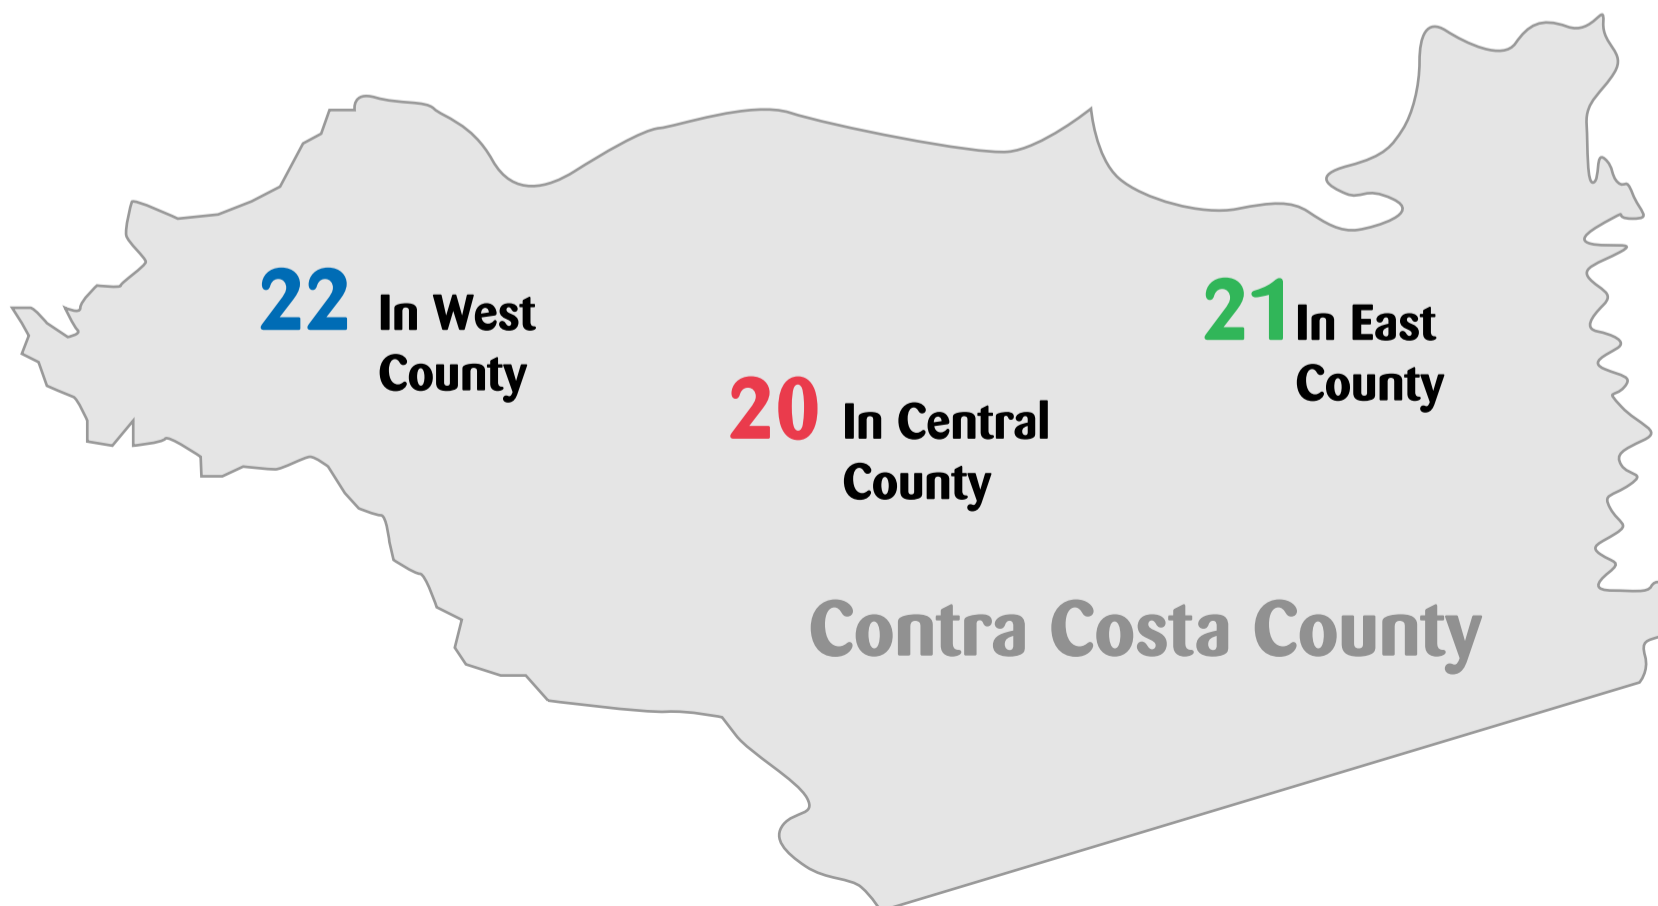 22 In West
County
20 In Central
County
21 In East
County
Contra Costa County